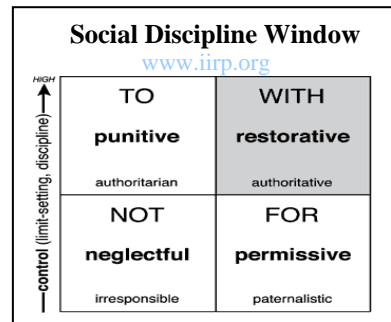 Social Discipline Window
www.iirp.org
HIGH
TO
WITH
punitive
restorative
authoritarian
authoritative
NOT
FOR
neglectful
permissive
irresponsible
paternalistic
control (limit-setting, discipline)